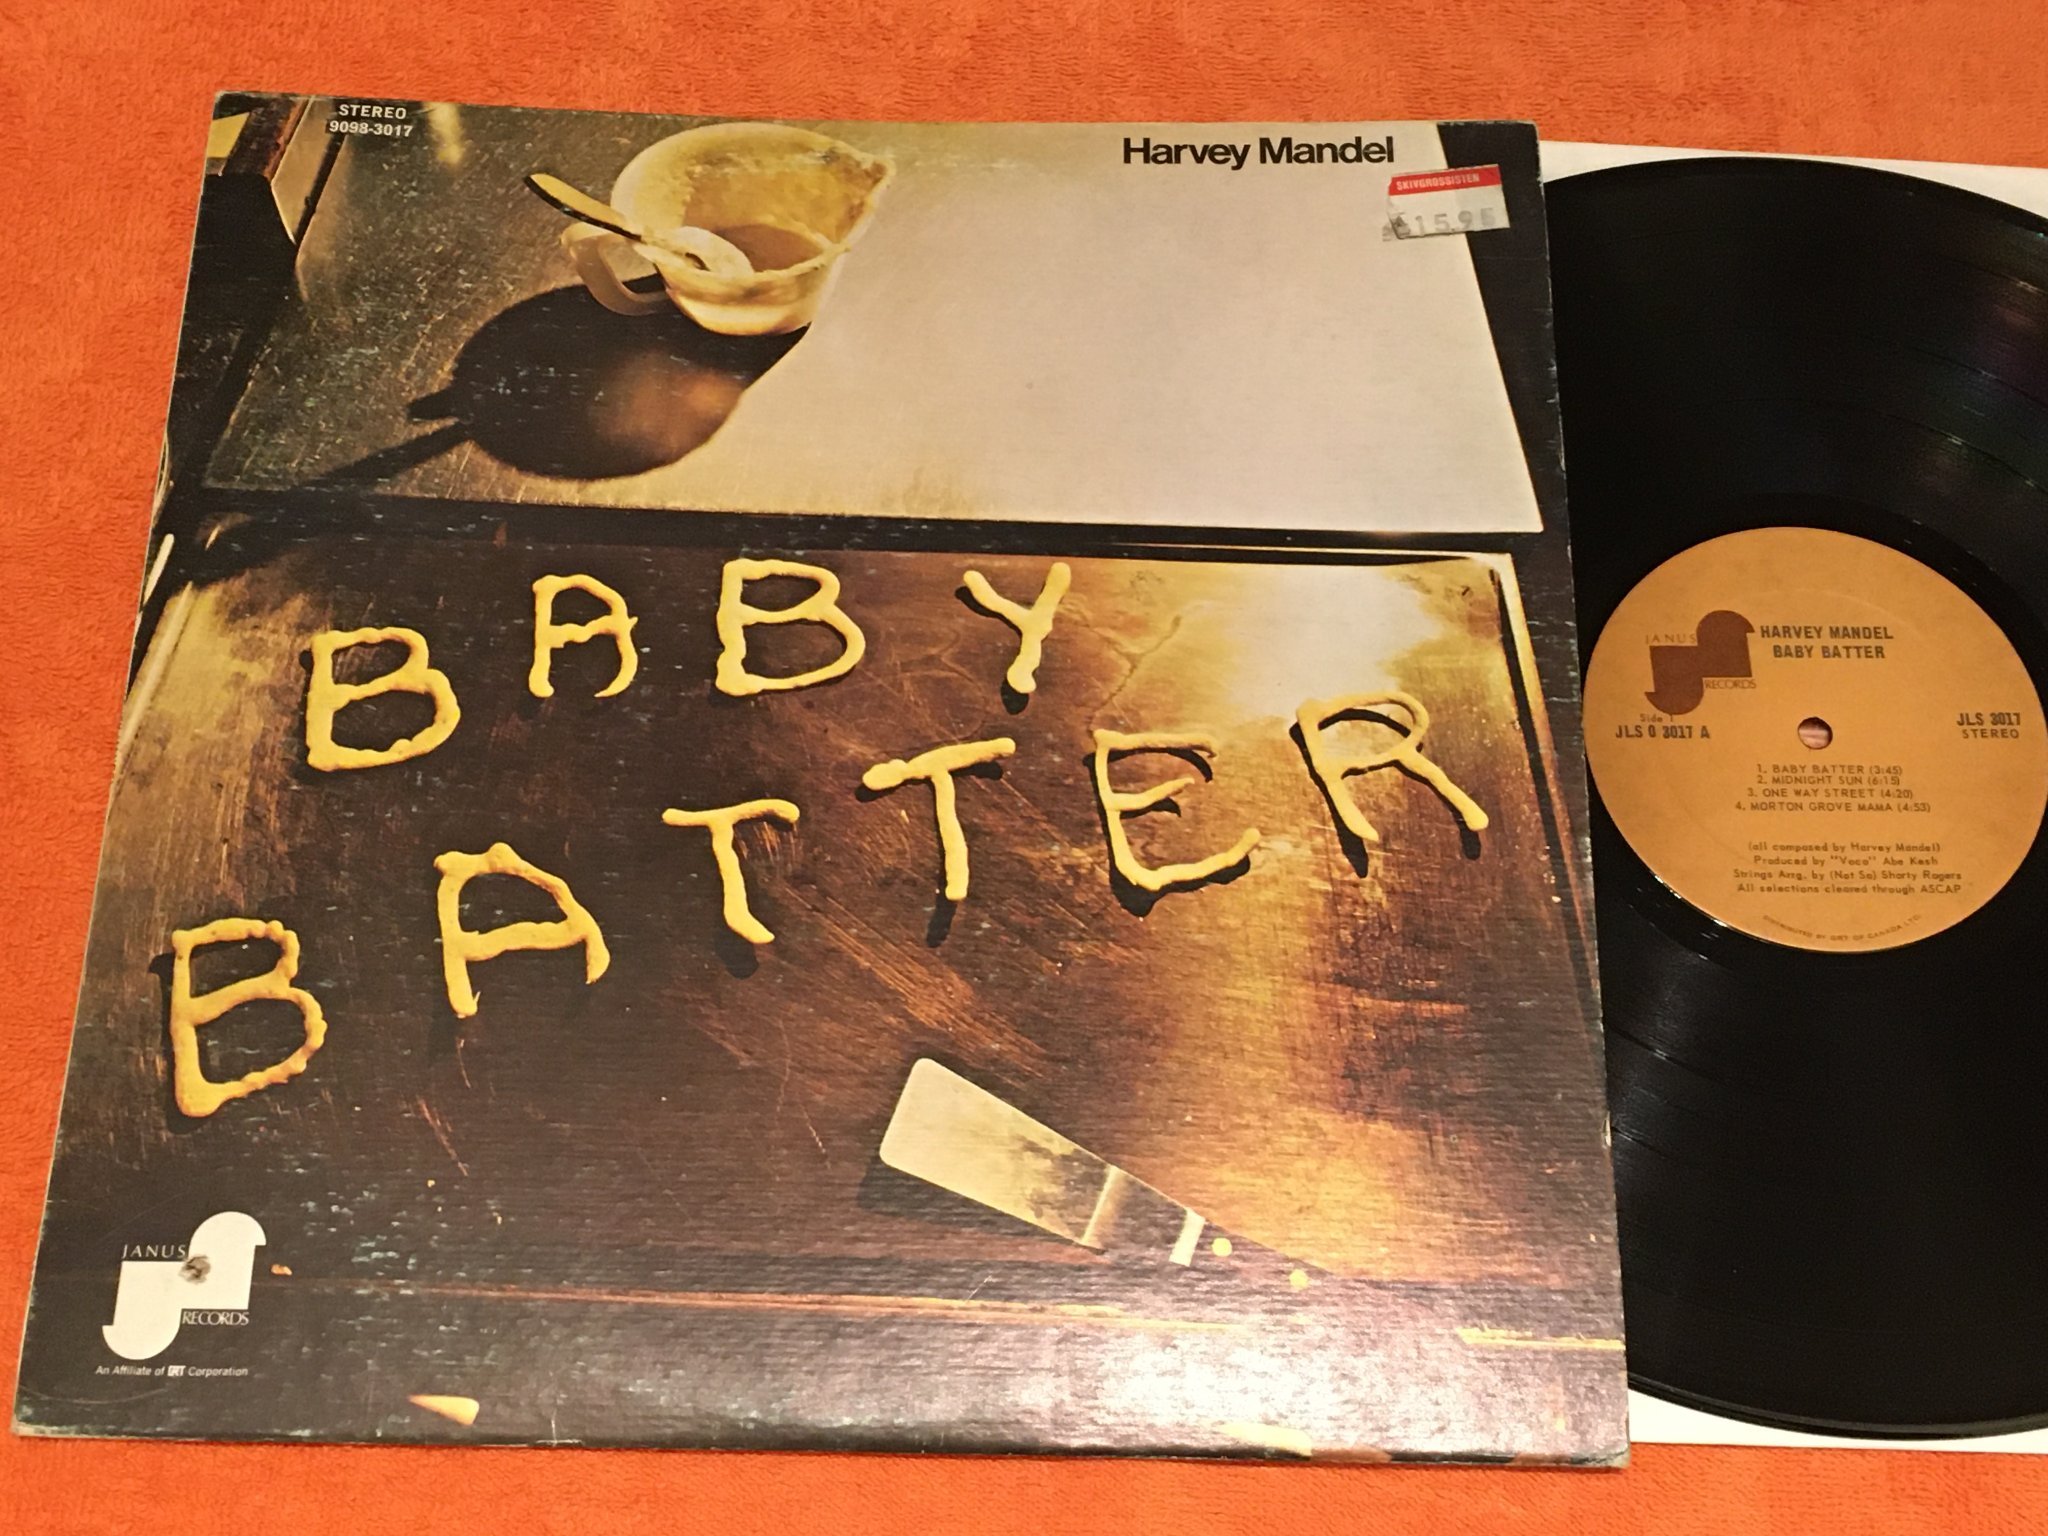 STEREO
9098-3017
Harvey Mandel
SKIVGROSSISTEN
15.95
BABY
BATTER
JANUS
RECORDS
An Affiliate of GRT Corporation
JANUS
RECORDS
HARVEY MANDEL
BABY BATTER
Side 1
JLS O 3017 A
JLS 3017
STEREO
1. BABY BATTER (3:45)
2. MIDNIGHT SUN (6:15)
3. ONE WAY STREET (4:20)
4. MORTON GROVE MAMA (4:53)
(all composed by Harvey Mandel)
Produced by "Voco" Abe Kesh
Strings Arrg. by (Not So) Shorty Rogers
All selections cleared through ASCAP
DISTRIBUTED BY GRT OF CANADA LTD.